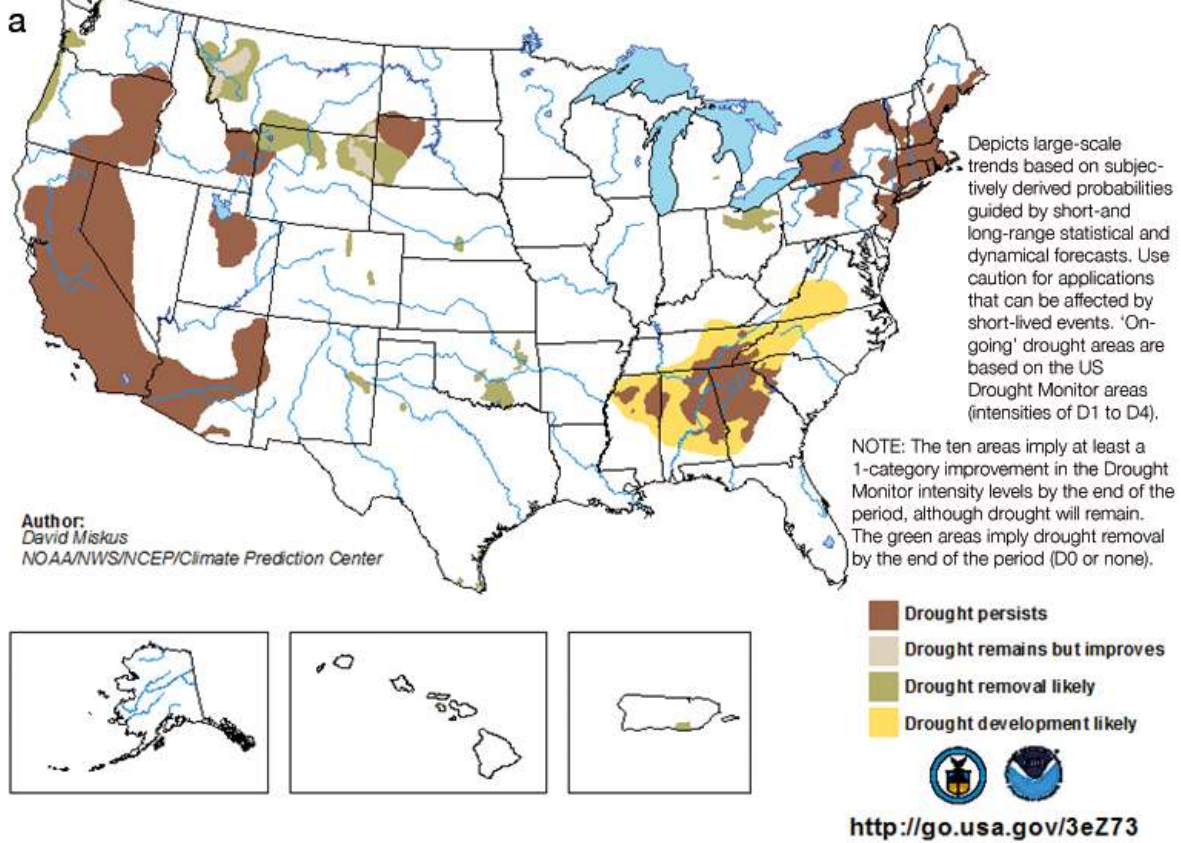 a
Depicts large-scale
trends based on subjec-
tively derived probabilities
guided by short-and
long-range statistical and
dynamical forecasts. Use
caution for applications
that can be affected by
short-lived events. 'On-
going' drought areas are
based on the US
Drought Monitor areas
(intensities of D1 to D4).
NOTE: The ten areas imply at least a
1-category improvement in the Drought
Monitor intensity levels by the end of the
period, although drought will remain.
The green areas imply drought removal
by the end of the period (D0 or none).
Author:
David Miskus
NOAA/NWS/NCEP/Climate Prediction Center
Drought persists
Drought remains but improves
Drought removal likely
Drought development likely
http://go.usa.gov/3eZ73